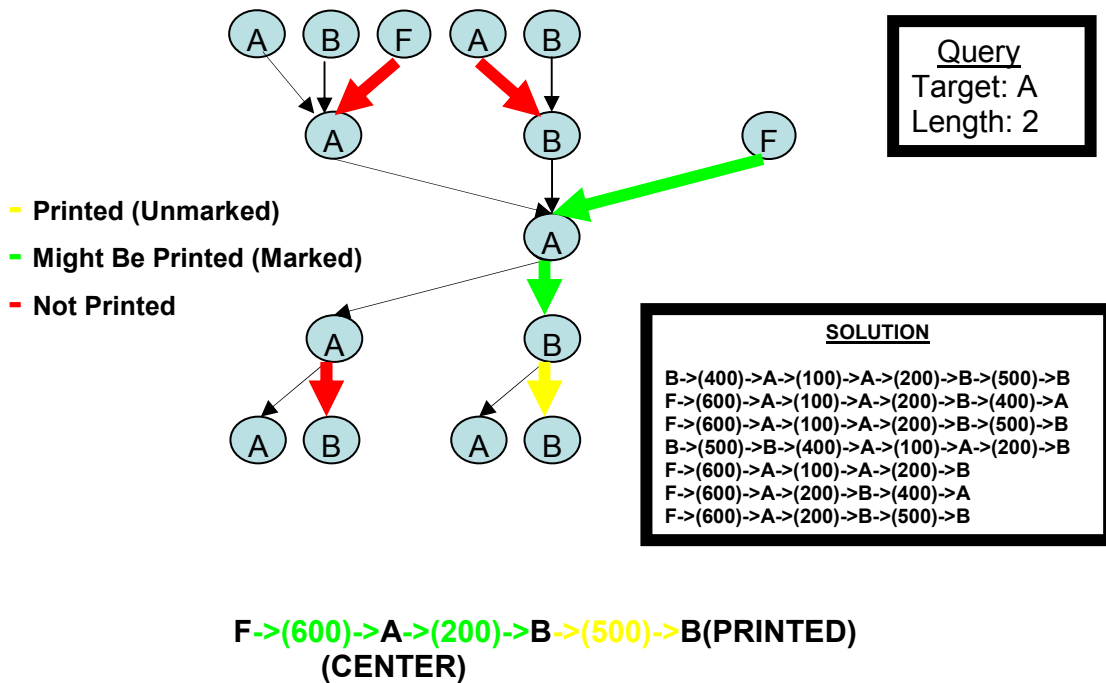 A B F A B
Query
Target: A
Length: 2
A B F
- Printed (Unmarked)
A
- Might Be Printed (Marked)
- Not Printed
A B
SOLUTION
B->(400)->A->(100)->A->(200)->B->(500)->B
F->(600)->A->(100)->A->(200)->B->(400)->A
F->(600)->A->(100)->A->(200)->B->(500)->B
B->(500)->B->(400)->A->(100)->A->(200)->B
F->(600)->A->(100)->A->(200)->B
F->(600)->A->(200)->B->(400)->A
F->(600)->A->(200)->B->(500)->B
A B A B
F->(600)->A->(200)->B->(500)->B(PRINTED)
(CENTER)